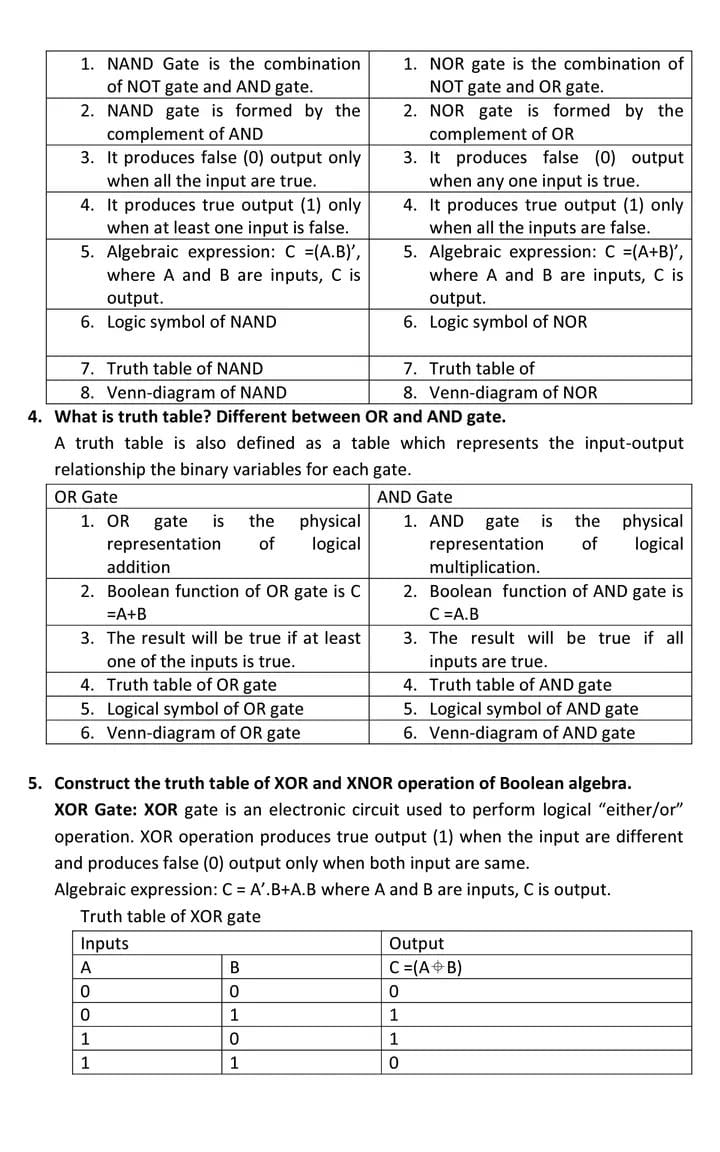 1. NAND Gate is the combination
of NOT gate and AND gate.
1. NOR gate is the combination of
NOT gate and OR gate.
2. NAND gate is formed by the
complement of AND
2. NOR gate is formed by the
complement of OR
3. It produces false (0) output only
when all the input are true.
3. It produces false (0) output
when any one input is true.
4. It produces true output (1) only
when at least one input is false.
4. It produces true output (1) only
when all the inputs are false.
5. Algebraic expression: C =(A.B)’,
where A and B are inputs, C is
output.
5. Algebraic expression: C =(A+B)’,
where A and B are inputs, C is
output.
6. Logic symbol of NAND
6. Logic symbol of NOR
7. Truth table of NAND
7. Truth table of
8. Venn-diagram of NAND
8. Venn-diagram of NOR
4. What is truth table? Different between OR and AND gate.
A truth table is also defined as a table which represents the input-output
relationship the binary variables for each gate.
OR Gate
AND Gate
1. OR gate is the physical
representation of logical
addition
1. AND gate is the physical
representation of logical
multiplication.
2. Boolean function of OR gate is C
=A+B
2. Boolean function of AND gate is
C =A.B
3. The result will be true if at least
one of the inputs is true.
3. The result will be true if all
inputs are true.
4. Truth table of OR gate
4. Truth table of AND gate
5. Logical symbol of OR gate
5. Logical symbol of AND gate
6. Venn-diagram of OR gate
6. Venn-diagram of AND gate
5. Construct the truth table of XOR and XNOR operation of Boolean algebra.
XOR Gate: XOR gate is an electronic circuit used to perform logical “either/or”
operation. XOR operation produces true output (1) when the input are different
and produces false (0) output only when both input are same.
Algebraic expression: C = A’.B+A.B where A and B are inputs, C is output.
Truth table of XOR gate
Inputs Output
A B C =(A⌖B)
0 0 0
0 1 1
1 0 1
1 1 0